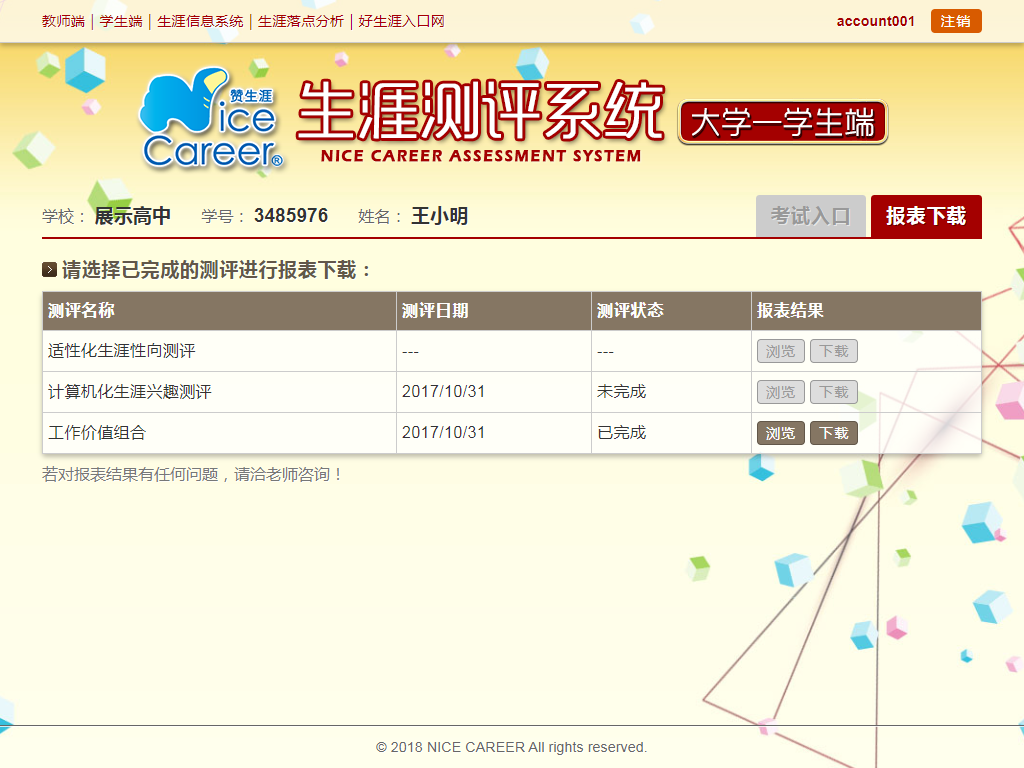 教师端 | 学生端 | 生涯信息系统 | 生涯落点分析 | 好生涯入口网 account001 注销
赞生涯
Nice Career®
生涯测评系统 大学—学生端
NICE CAREER ASSESSMENT SYSTEM
学校： 展示高中 学号： 3485976 姓名： 王小明 考试入口 报表下载
请选择已完成的测评进行报表下载：
测评名称 测评日期 测评状态 报表结果
适性化生涯性向测评 --- --- 浏览 下载
计算机化生涯兴趣测评 2017/10/31 未完成 浏览 下载
工作价值组合 2017/10/31 已完成 浏览 下载
若对报表结果有任何问题，请洽老师咨询！
© 2018 NICE CAREER All rights reserved.